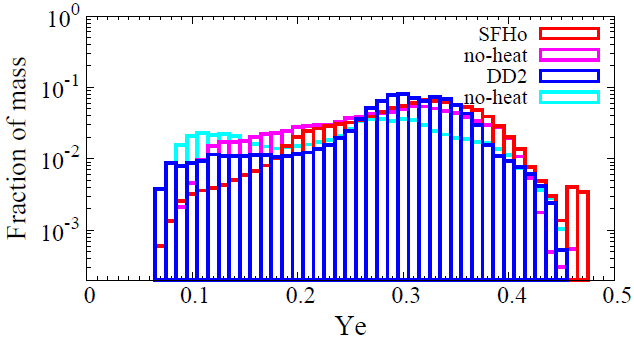 10^0
SFHo
no-heat
10^-1
DD2
no-heat
Fraction of mass
10^-2
10^-3
0 0.1 0.2 0.3 0.4 0.5
Ye